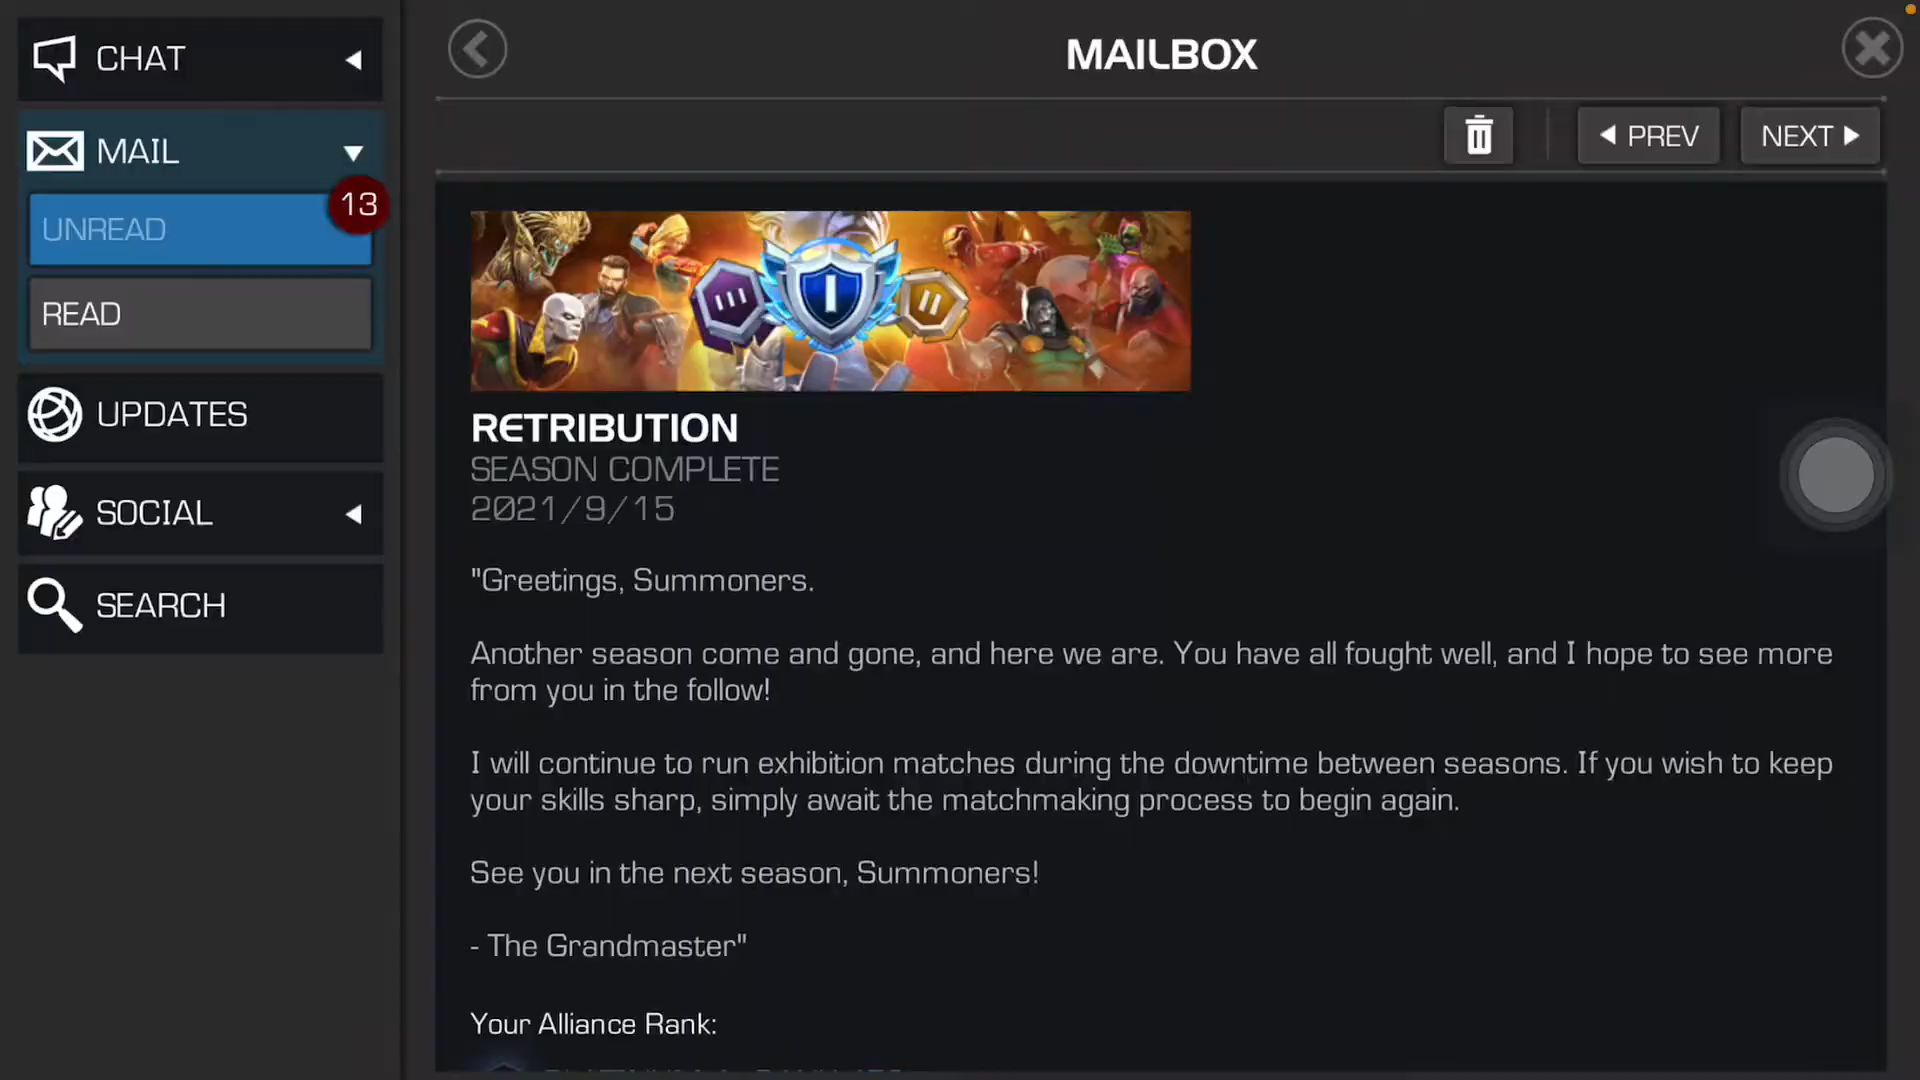 CHAT
MAILBOX
PREV
NEXT
MAIL
13
UNREAD
READ
UPDATES
SOCIAL
SEARCH
III
I
II
RETRIBUTION
SEASON COMPLETE
2021/9/15
"Greetings, Summoners.
Another season come and gone, and here we are. You have all fought well, and I hope to see more
from you in the follow!
I will continue to run exhibition matches during the downtime between seasons. If you wish to keep
your skills sharp, simply await the matchmaking process to begin again.
See you in the next season, Summoners!
- The Grandmaster"
Your Alliance Rank: